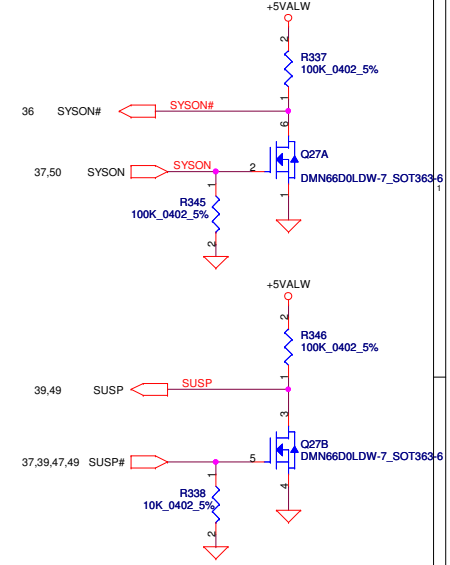 +5VALW
2
R337
100K_0402_5%
1
36 SYSON# SYSON#
6
Q27A
37,50 SYSON SYSON 2
DMN66D0LDW-7_SOT363-6
1
1
1
R345
100K_0402_5%
2
+5VALW
2
R346
100K_0402_5%
1
39,49 SUSP SUSP
3
Q27B
37,39,47,49 SUSP# 5
DMN66D0LDW-7_SOT363-6
1
4
R338
10K_0402_5%
2